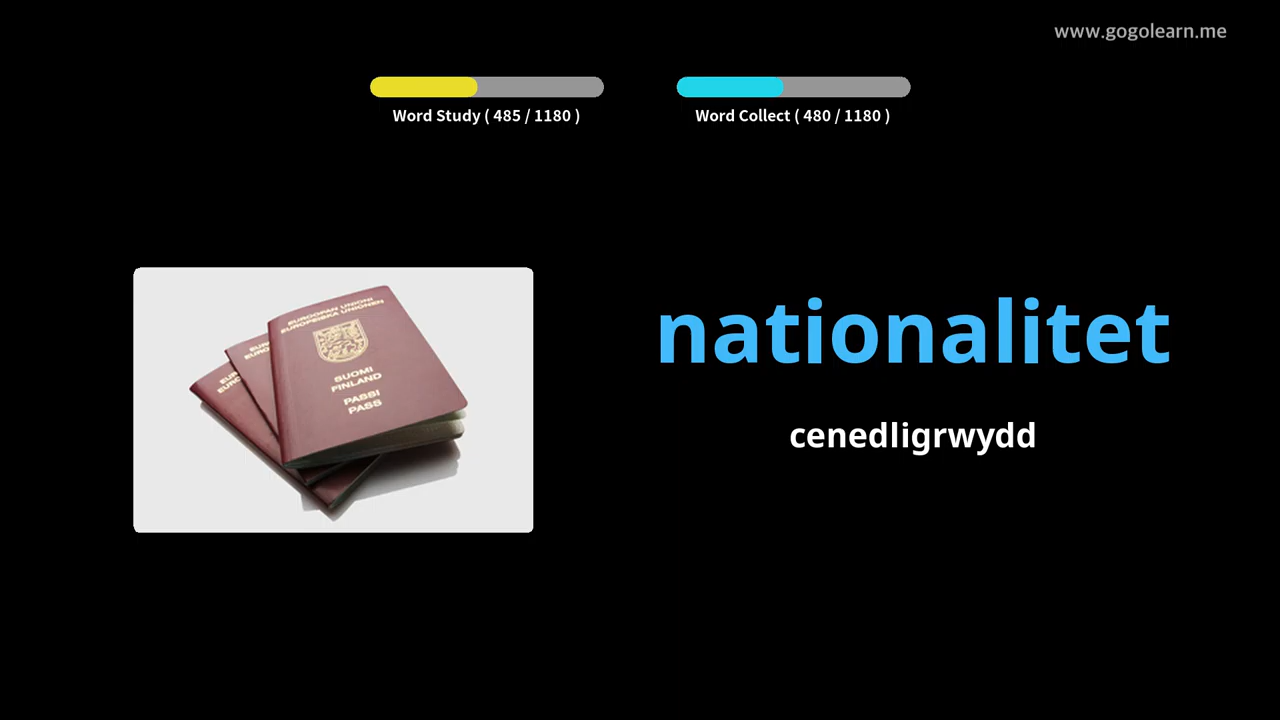 www.gogolearn.me
Word Study ( 485 / 1180 )
Word Collect ( 480 / 1180 )
EUROOPAN UNIONI
EUROPEISKA UNIONEN
SUOMI
FINLAND
PASSI
PASS
nationalitet
cenedligrwydd